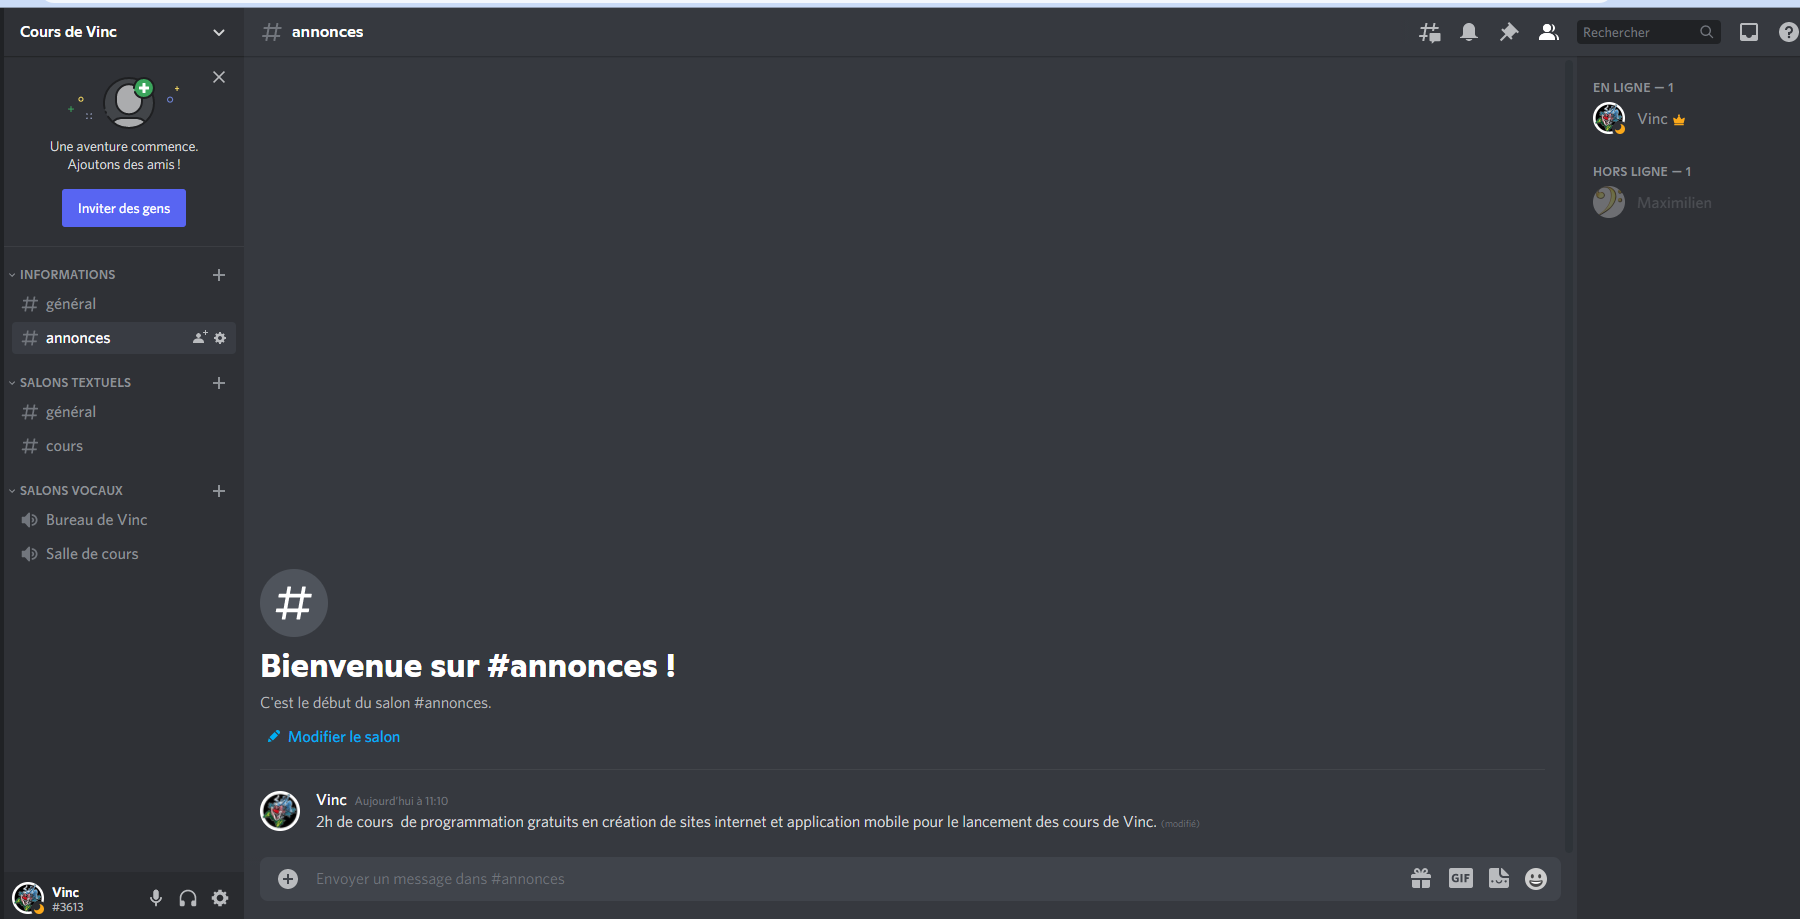 Cours de Vinc
annonces
Rechercher
Une aventure commence.
Ajoutons des amis !
Inviter des gens
INFORMATIONS
général
annonces
SALONS TEXTUELS
général
cours
SALONS VOCAUX
Bureau de Vinc
Salle de cours
Vinc
#3613
Bienvenue sur #annonces !
C'est le début du salon #annonces.
Modifier le salon
Vinc Aujourd'hui à 11:10
2h de cours  de programmation gratuits en création de sites internet et application mobile pour le lancement des cours de Vinc. (modifié)
Envoyer un message dans #annonces
GIF
EN LIGNE — 1
Vinc
HORS LIGNE — 1
Maximilien